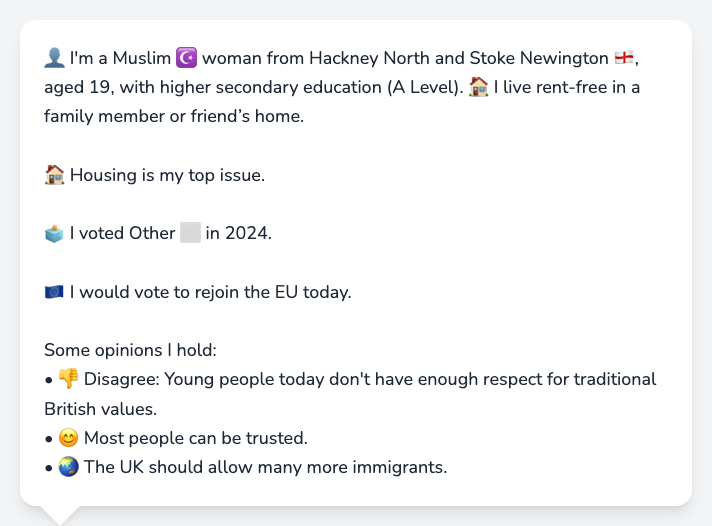 👤 I'm a Muslim ☪️ woman from Hackney North and Stoke Newington 🏴󠁧󠁢󠁥󠁮󠁧󠁿,
aged 19, with higher secondary education (A Level). 🏠 I live rent-free in a
family member or friend’s home.
🏠 Housing is my top issue.
🗳️ I voted Other ⬜ in 2024.
🇪🇺 I would vote to rejoin the EU today.
Some opinions I hold:
• 👎 Disagree: Young people today don't have enough respect for traditional
British values.
• 😊 Most people can be trusted.
• 🌏 The UK should allow many more immigrants.